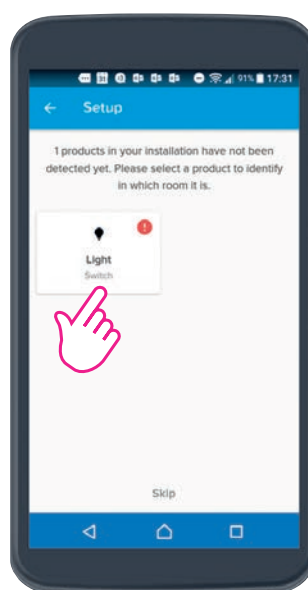 91% 17:31
Setup
1 products in your installation have not been
detected yet. Please select a product to identify
in which room it is.
Light
Switch
Skip